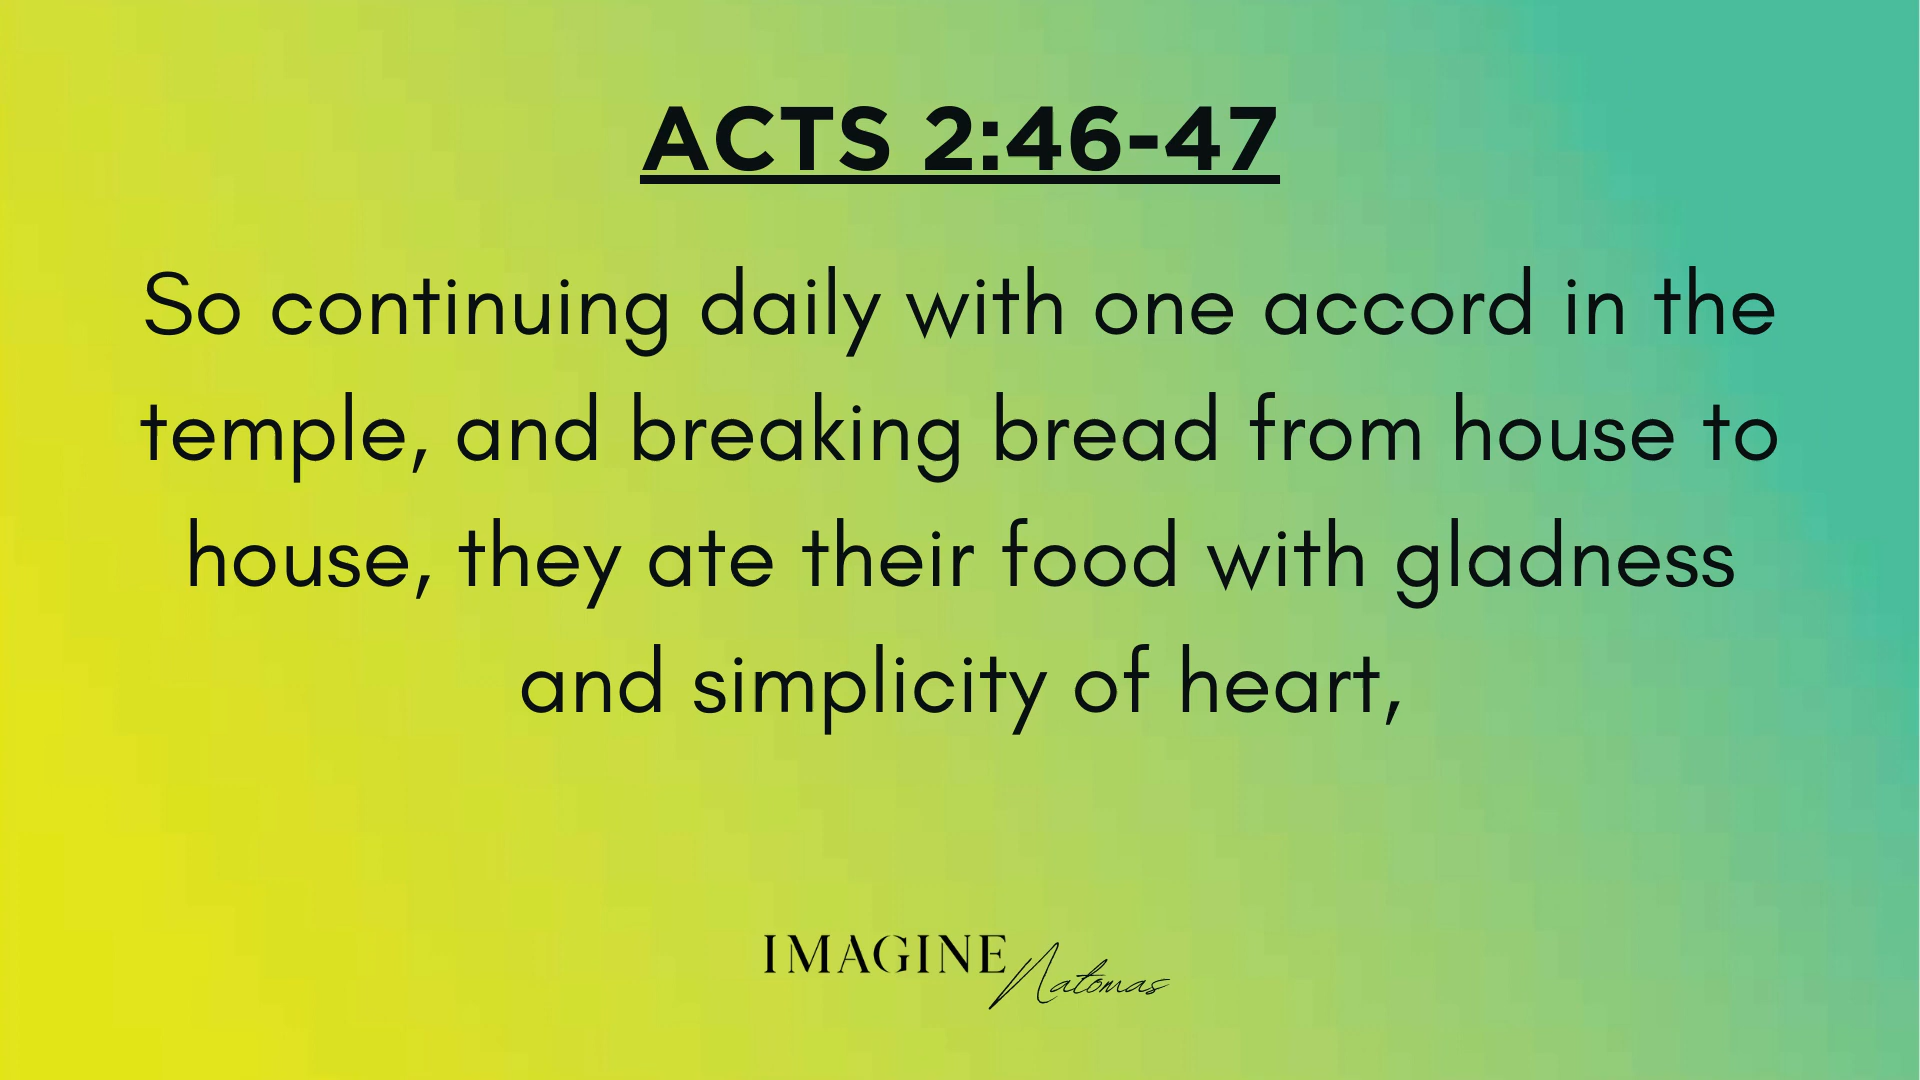 ACTS 2:46-47
So continuing daily with one accord in the
temple, and breaking bread from house to
house, they ate their food with gladness
and simplicity of heart,
IMAGINE Natomas